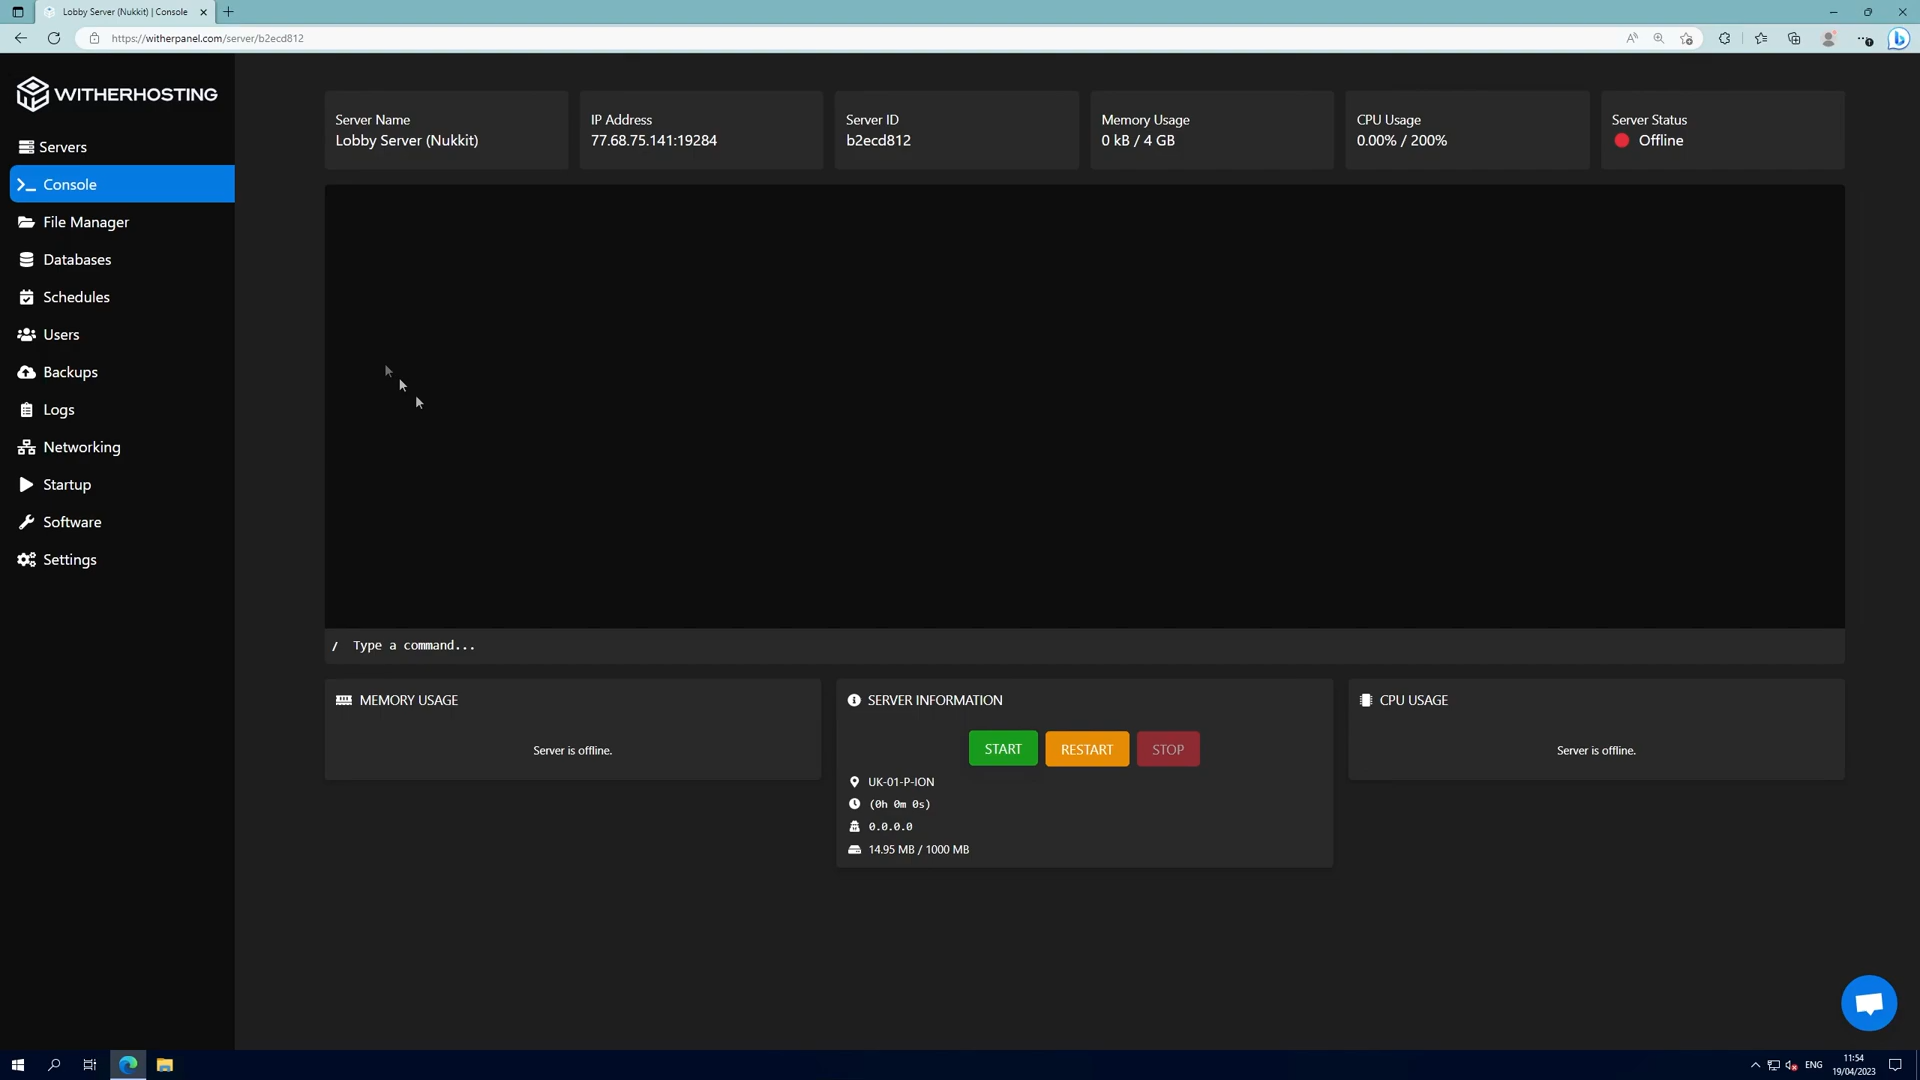 Lobby Server (Nukkit) | Console
https://witherpanel.com/server/b2ecd812
WITHERHOSTING
Servers
Console
File Manager
Databases
Schedules
Users
Backups
Logs
Networking
Startup
Software
Settings
Server Name
Lobby Server (Nukkit)
IP Address
77.68.75.141:19284
Server ID
b2ecd812
Memory Usage
0 kB / 4 GB
CPU Usage
0.00% / 200%
Server Status
Offline
/ Type a command...
MEMORY USAGE
Server is offline.
SERVER INFORMATION
START RESTART STOP
UK-01-P-ION
(0h 0m 0s)
0.0.0.0
14.95 MB / 1000 MB
CPU USAGE
Server is offline.
ENG
11:54
19/04/2023